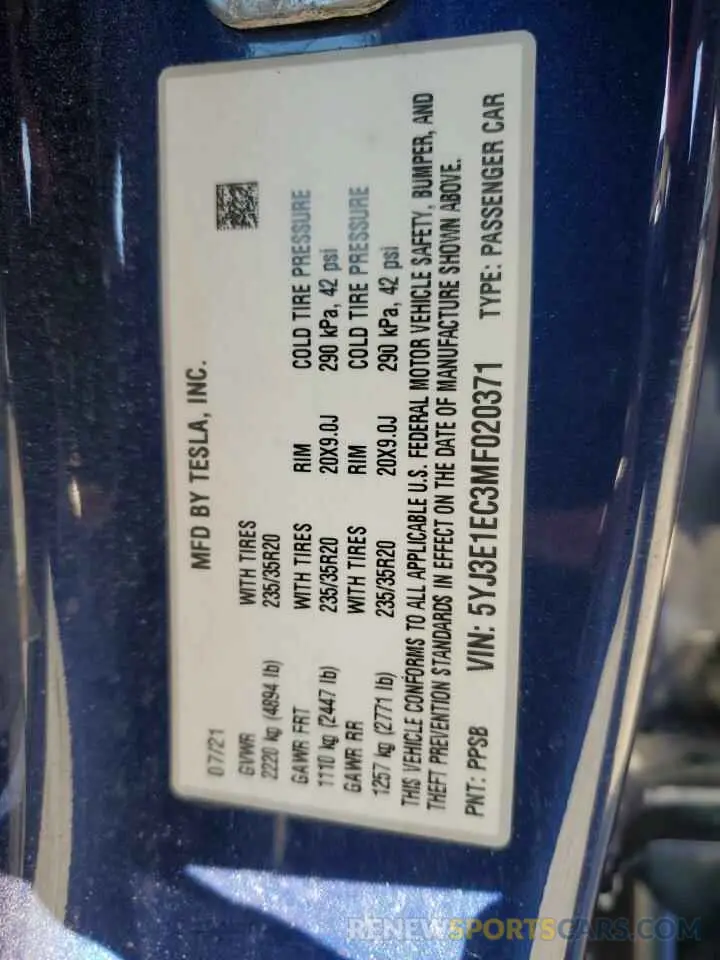 07/21 MFD BY TESLA, INC.
GVWR WITH TIRES
2220 kg (4894 lb) 235/35R20
GAWR FRT WITH TIRES RIM COLD TIRE PRESSURE
1110 kg (2447 lb) 235/35R20 20X9.0J 290 kPa, 42 psi
GAWR RR WITH TIRES RIM COLD TIRE PRESSURE
1257 kg (2771 lb) 235/35R20 20X9.0J 290 kPa, 42 psi
THIS VEHICLE CONFORMS TO ALL APPLICABLE U.S. FEDERAL MOTOR VEHICLE SAFETY, BUMPER, AND
THEFT PREVENTION STANDARDS IN EFFECT ON THE DATE OF MANUFACTURE SHOWN ABOVE.
PNT: PPSB VIN: 5YJ3E1EC3MF020371 TYPE: PASSENGER CAR
RENEWSPORTSCARS.COM